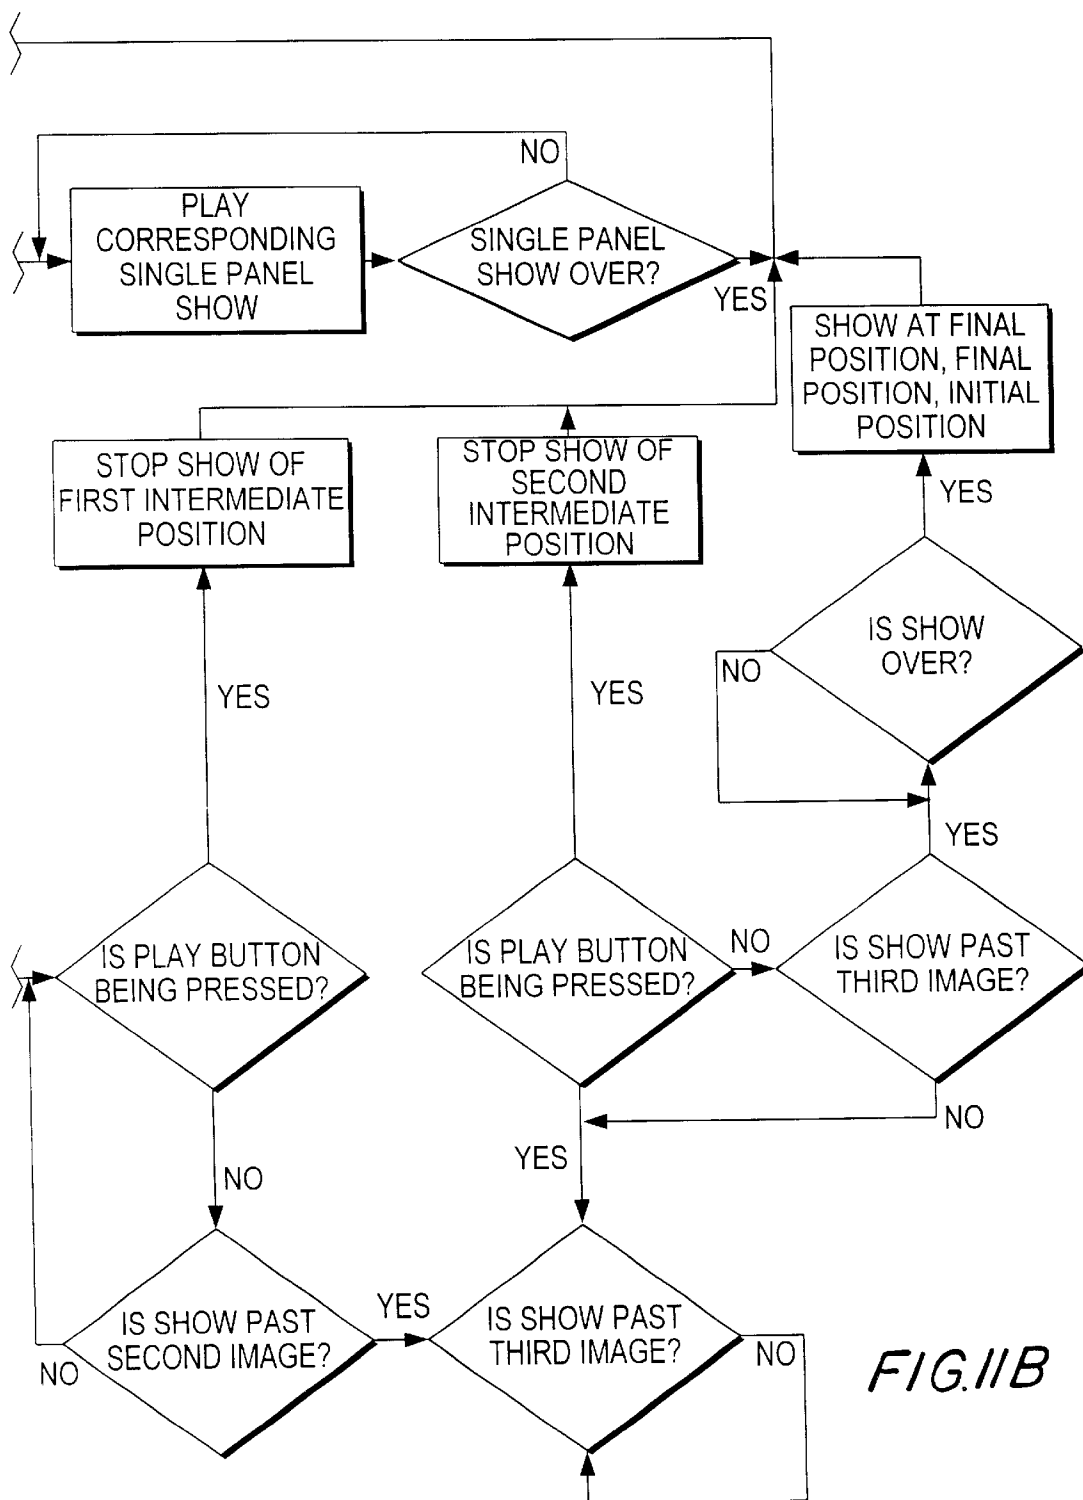 NO
PLAY
CORRESPONDING
SINGLE PANEL
SHOW
SINGLE PANEL
SHOW OVER?
YES
SHOW AT FINAL
POSITION, FINAL
POSITION, INITIAL
POSITION
STOP SHOW OF
FIRST INTERMEDIATE
POSITION
STOP SHOW OF
SECOND
INTERMEDIATE
POSITION
YES
IS SHOW
OVER?
NO
YES
YES
YES
IS PLAY BUTTON
BEING PRESSED?
IS PLAY BUTTON
BEING PRESSED?
NO
IS SHOW PAST
THIRD IMAGE?
NO
YES
NO
IS SHOW PAST
SECOND IMAGE?
NO
YES
IS SHOW PAST
THIRD IMAGE?
NO
FIG.11B